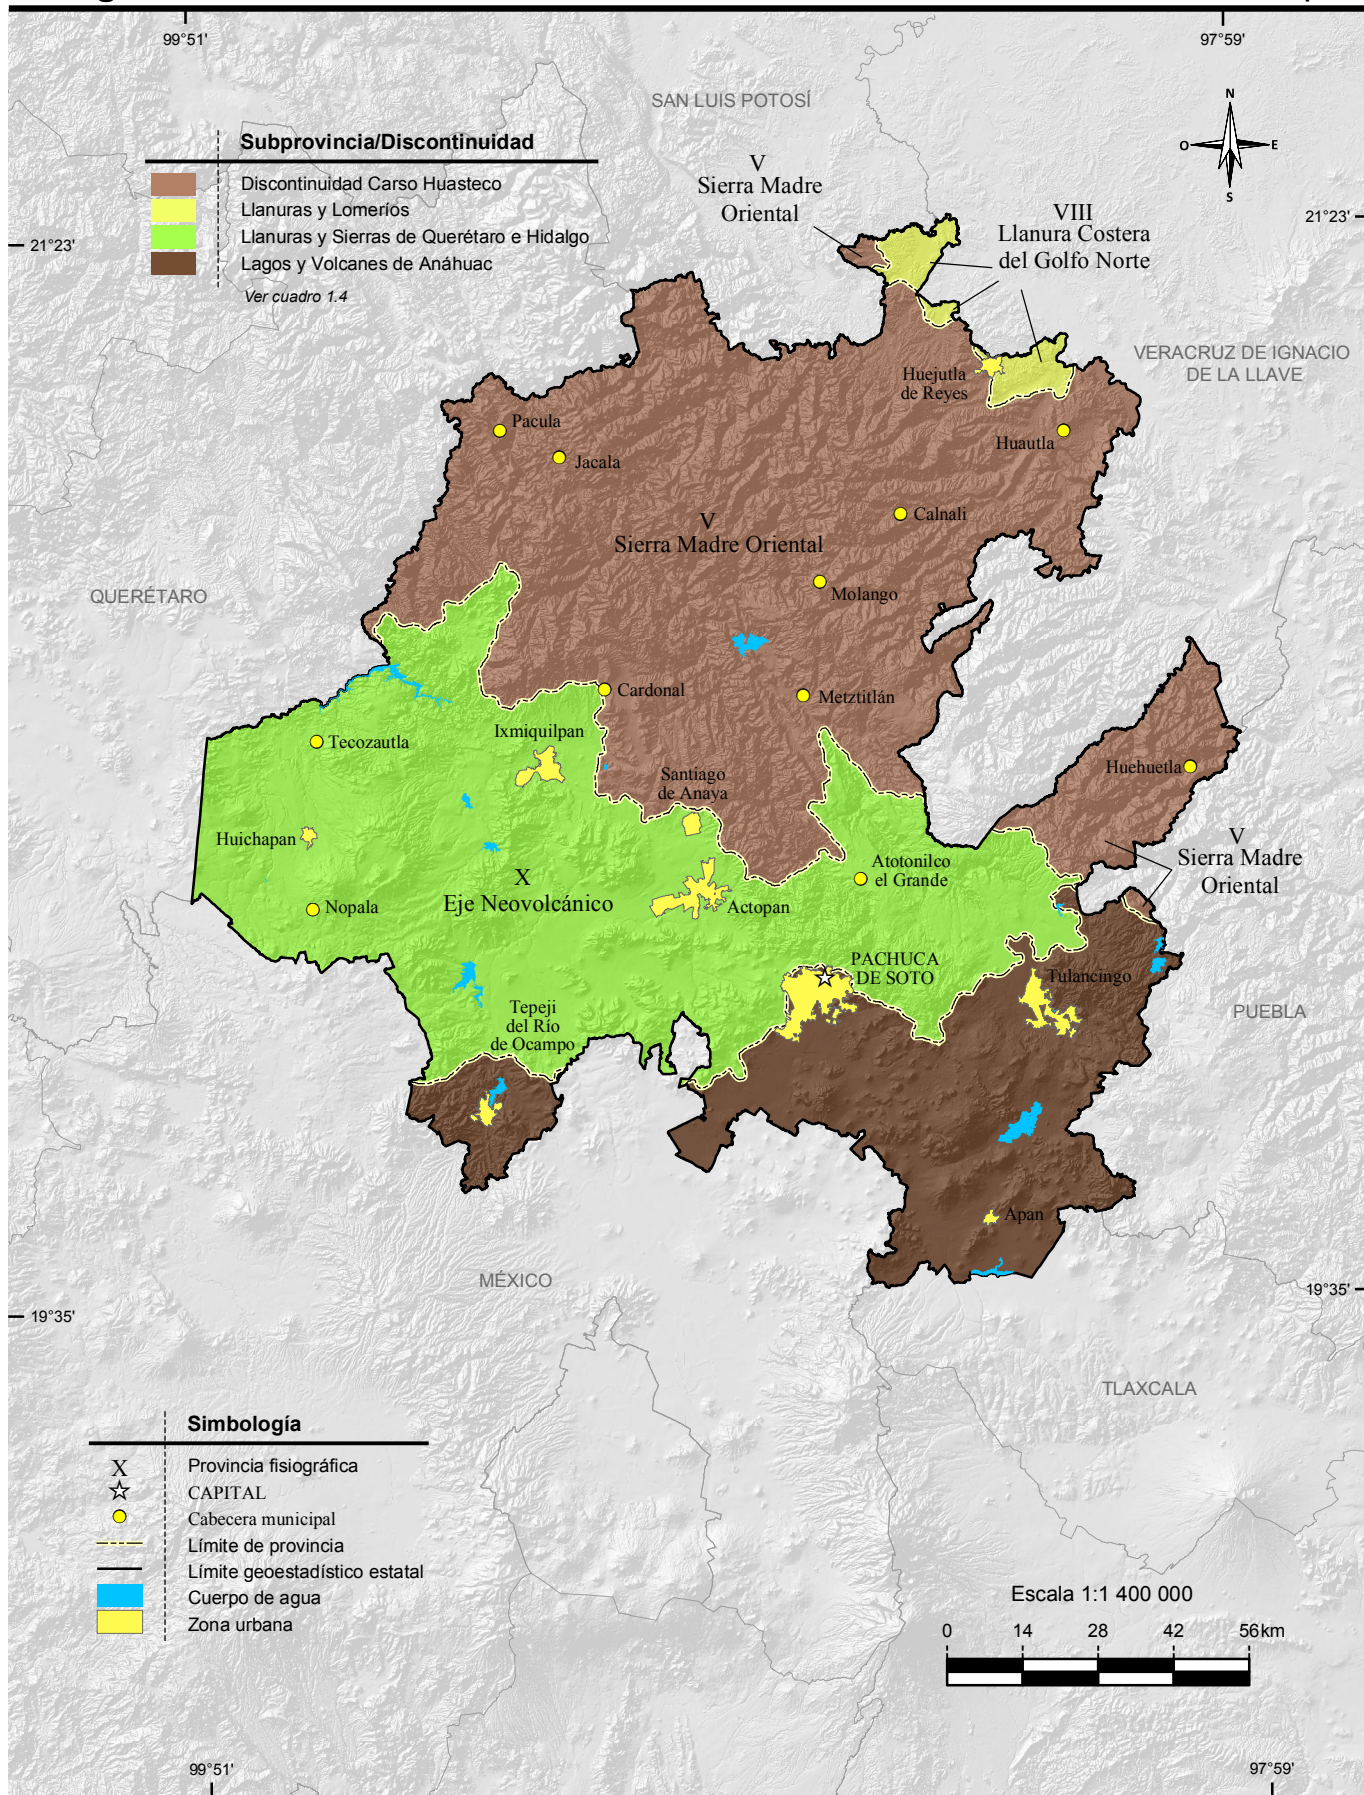 99°51'
97°59'
SAN LUIS POTOSÍ
N
O
E
S
Subprovincia/Discontinuidad
Discontinuidad Carso Huasteco
Llanuras y Lomeríos
Llanuras y Sierras de Querétaro e Hidalgo
Lagos y Volcanes de Anáhuac
Ver cuadro 1.4
V
Sierra Madre
Oriental
VIII
Llanura Costera
del Golfo Norte
21°23'
21°23'
VERACRUZ DE IGNACIO
DE LA LLAVE
Huejutla
de Reyes
Pacula
Jacala
Huautla
Calnali
V
Sierra Madre Oriental
Molango
QUERÉTARO
Cardonal
Metztitlán
Tecozautla
Ixmiquilpan
Santiago
de Anaya
Huehuetla
Huichapan
V
Sierra Madre
Oriental
Atotonilco
el Grande
X
Eje Neovolcánico
Nopala
Actopan
PACHUCA
DE SOTO
Tulancingo
Tepeji
del Río
de Ocampo
PUEBLA
Apan
MÉXICO
19°35'
19°35'
TLAXCALA
Simbología
X
Provincia fisiográfica
CAPITAL
Cabecera municipal
Límite de provincia
Límite geoestadístico estatal
Cuerpo de agua
Zona urbana
Escala 1:1 400 000
0 14 28 42 56 km
99°51'
97°59'